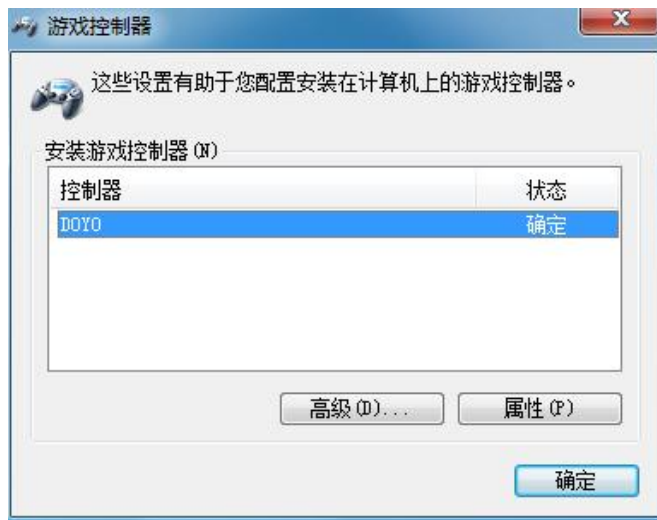 游戏控制器
这些设置有助于您配置安装在计算机上的游戏控制器。
安装游戏控制器(N)
控制器 状态
DOYO 确定
高级(D)... 属性(P)
确定